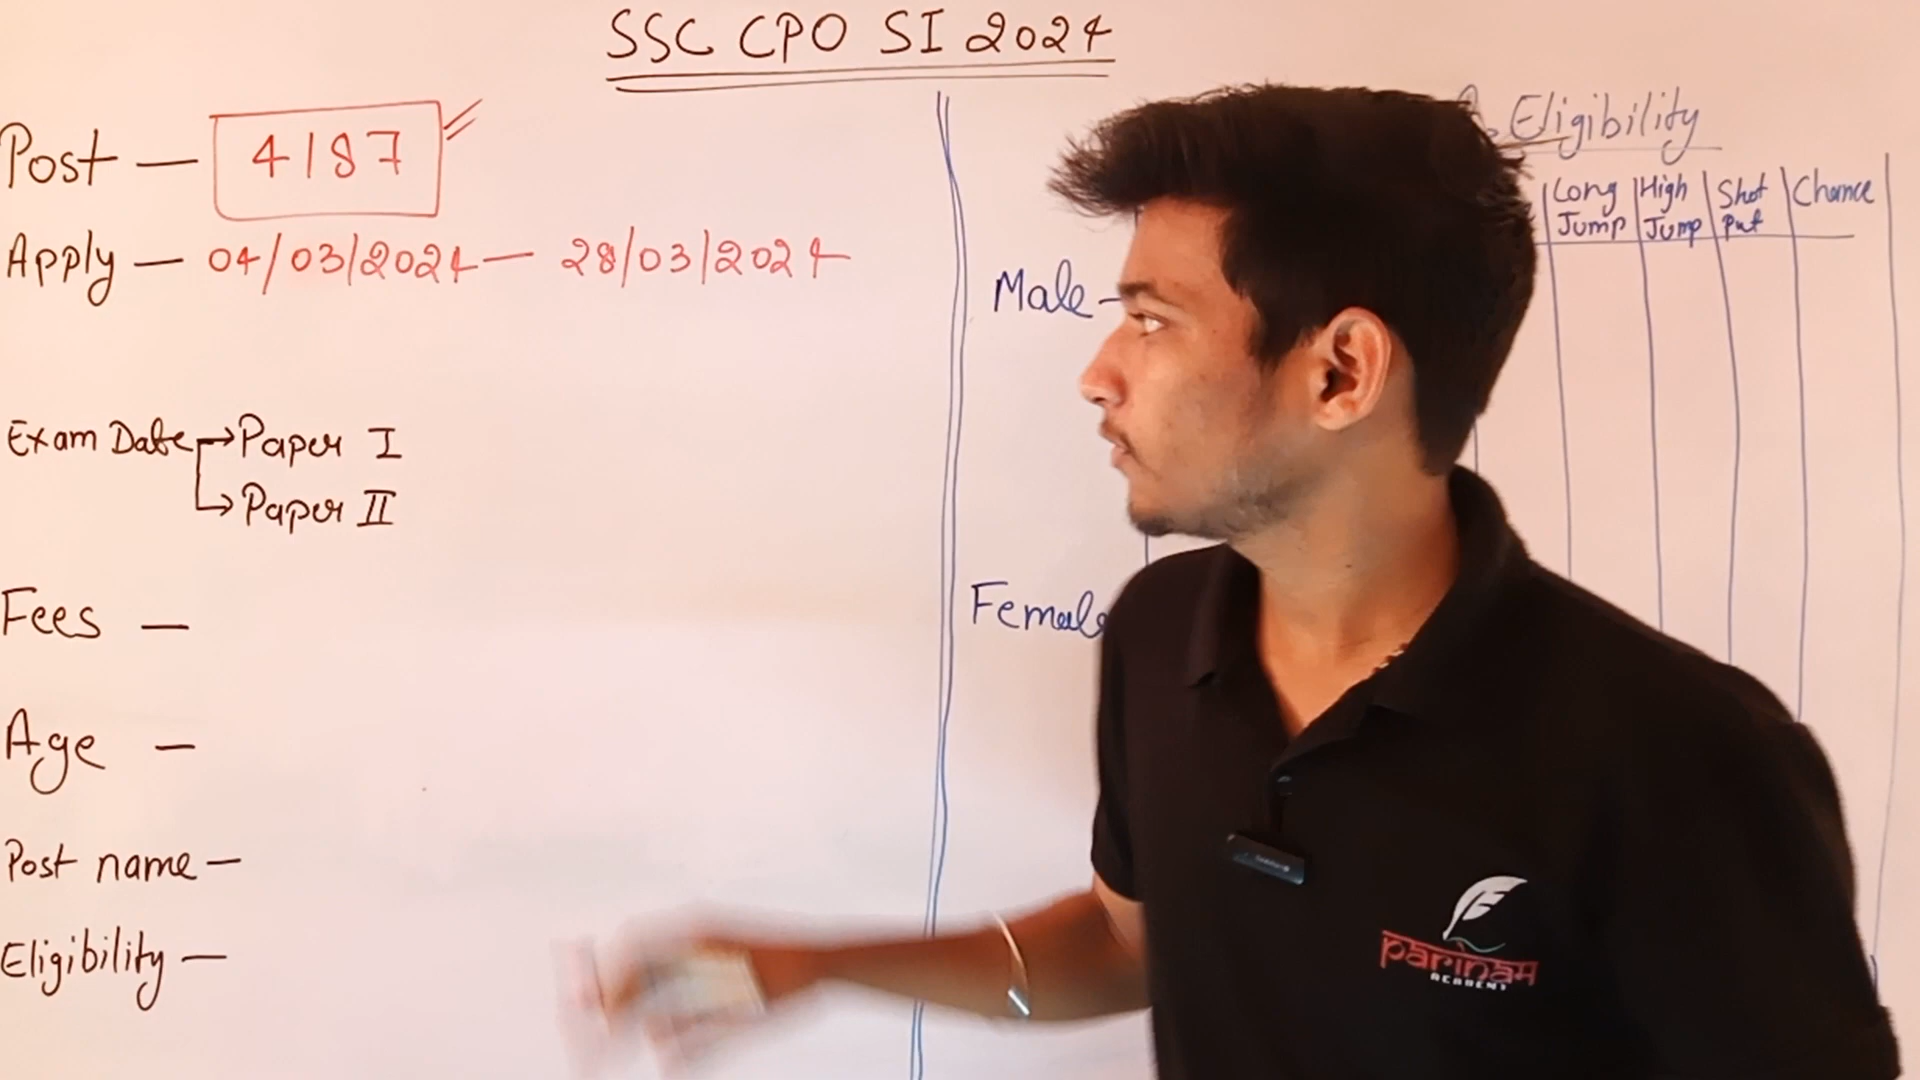 SSC CPO SI 2024
Post — 4187
Apply — 04/03/2024 — 28/03/2024
Exam Date → Paper I
→ Paper II
Fees —
Age —
Post name —
Eligibility —
Eligibility
Long Jump
High Jump
Shot Put
Chance
Male -
Female
parinam
ACADEMY